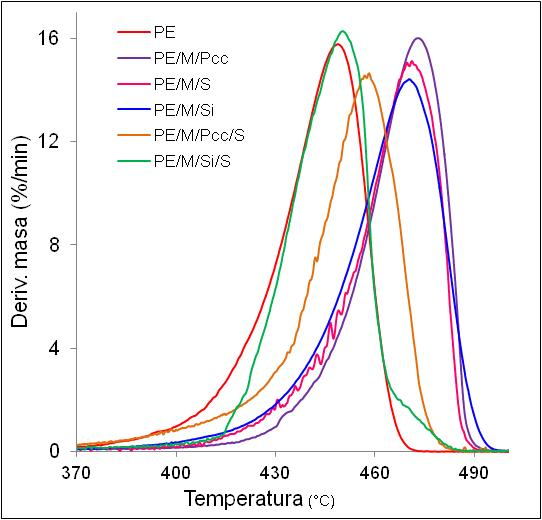 16
12
8
4
0
Deriv. masa (%/min)
PE
PE/M/Pcc
PE/M/S
PE/M/Si
PE/M/Pcc/S
PE/M/Si/S
370 400 430 460 490
Temperatura (°C)